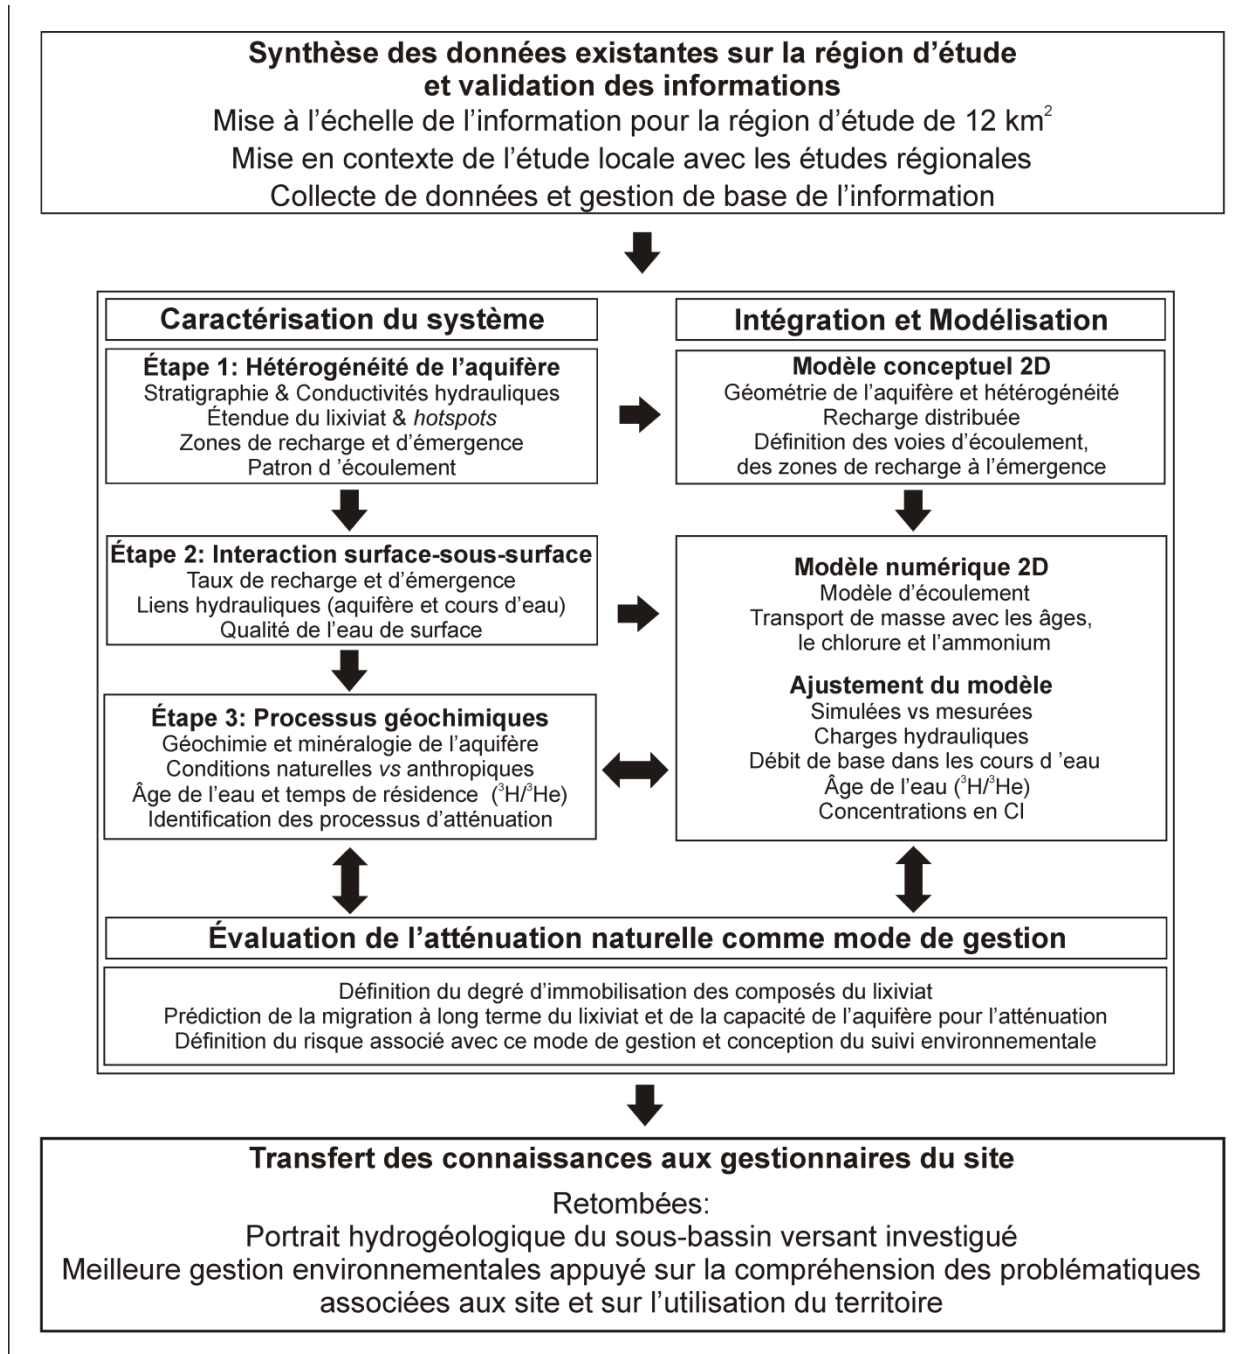 Synthèse des données existantes sur la région d'étude
et validation des informations
Mise à l'échelle de l'information pour la région d'étude de 12 km²
Mise en contexte de l'étude locale avec les études régionales
Collecte de données et gestion de base de l'information
Caractérisation du système
Étape 1: Hétérogénéité de l'aquifère
Stratigraphie & Conductivités hydrauliques
Étendue du lixiviat & hotspots
Zones de recharge et d'émergence
Patron d 'écoulement
Étape 2: Interaction surface-sous-surface
Taux de recharge et d'émergence
Liens hydrauliques (aquifère et cours d'eau)
Qualité de l'eau de surface
Étape 3: Processus géochimiques
Géochimie et minéralogie de l'aquifère
Conditions naturelles vs anthropiques
Âge de l'eau et temps de résidence (³H/³He)
Identification des processus d'atténuation
Intégration et Modélisation
Modèle conceptuel 2D
Géométrie de l'aquifère et hétérogénéité
Recharge distribuée
Définition des voies d'écoulement,
des zones de recharge à l'émergence
Modèle numérique 2D
Modèle d'écoulement
Transport de masse avec les âges,
le chlorure et l'ammonium
Ajustement du modèle
Simulées vs mesurées
Charges hydrauliques
Débit de base dans les cours d 'eau
Âge de l'eau (³H/³He)
Concentrations en Cl
Évaluation de l'atténuation naturelle comme mode de gestion
Définition du degré d'immobilisation des composés du lixiviat
Prédiction de la migration à long terme du lixiviat et de la capacité de l'aquifère pour l'atténuation
Définition du risque associé avec ce mode de gestion et conception du suivi environnementale
Transfert des connaissances aux gestionnaires du site
Retombées:
Portrait hydrogéologique du sous-bassin versant investigué
Meilleure gestion environnementales appuyé sur la compréhension des problématiques
associées aux site et sur l'utilisation du territoire